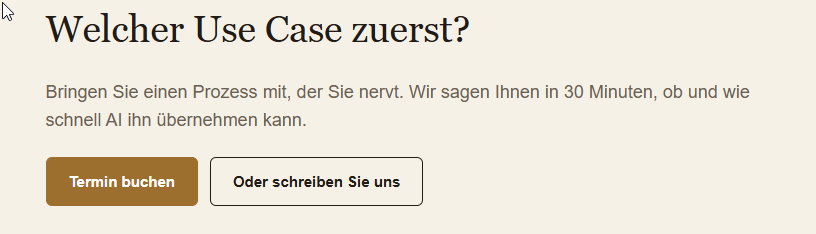 Welcher Use Case zuerst?
Bringen Sie einen Prozess mit, der Sie nervt. Wir sagen Ihnen in 30 Minuten, ob und wie
schnell AI ihn übernehmen kann.
Termin buchen
Oder schreiben Sie uns